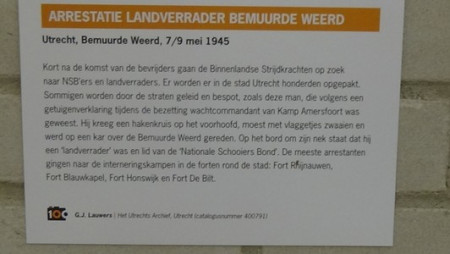 ARRESTATIE LANDVERRADER BEMUURDE WEERD
Utrecht, Bemuurde Weerd, 7/9 mei 1945
Kort na de komst van de bevrijders gaan de Binnenlandse Strijdkrachten op zoek
naar NSB'ers en landverraders. Er worden er in de stad Utrecht honderden opgepakt.
Sommigen worden door de straten geleid en bespot, zoals deze man, die volgens een
getuigenverklaring tijdens de bezetting wachtcommandant van Kamp Amersfoort was
geweest. Hij kreeg een hakenkruis op het voorhoofd, moest met vlaggetjes zwaaien en
werd op een kar over de Bemuurde Weerd gereden. Op het bord om zijn nek staat dat hij
een 'landverrader' was en lid van de 'Nationale Schooiers Bond'. De meeste arrestanten
gingen naar de interneringskampen in de forten rond de stad: Fort Rhijnauwen,
Fort Blauwkapel, Fort Honswijk en Fort De Bilt.
100 G.J. Lauwers | Het Utrechts Archief, Utrecht (catalogusnummer 400791)